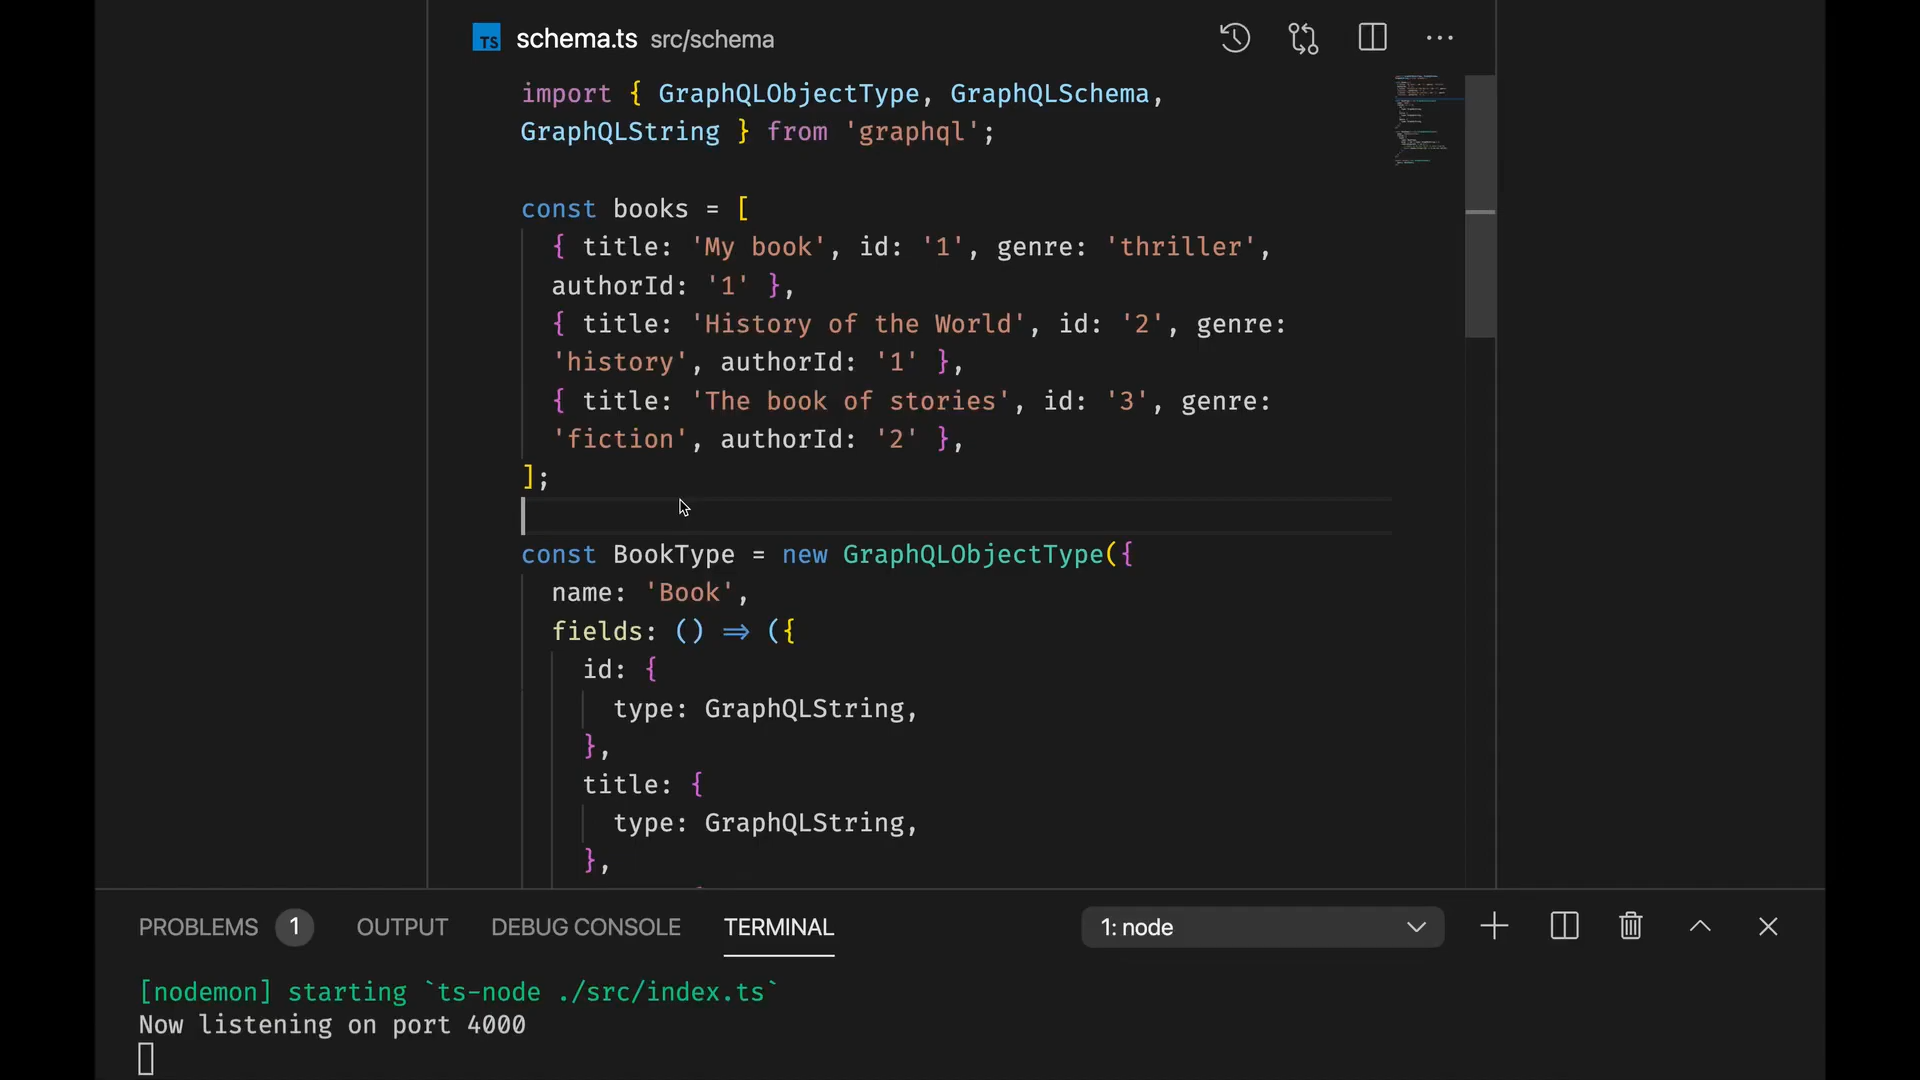 TS schema.ts src/schema
import { GraphQLObjectType, GraphQLSchema,
GraphQLString } from 'graphql';
const books = [
{ title: 'My book', id: '1', genre: 'thriller',
authorId: '1' },
{ title: 'History of the World', id: '2', genre:
'history', authorId: '1' },
{ title: 'The book of stories', id: '3', genre:
'fiction', authorId: '2' },
];
const BookType = new GraphQLObjectType({
name: 'Book',
fields: () => ({
id: {
type: GraphQLString,
},
title: {
type: GraphQLString,
},
PROBLEMS 1 OUTPUT DEBUG CONSOLE TERMINAL 1: node
[nodemon] starting `ts-node ./src/index.ts`
Now listening on port 4000